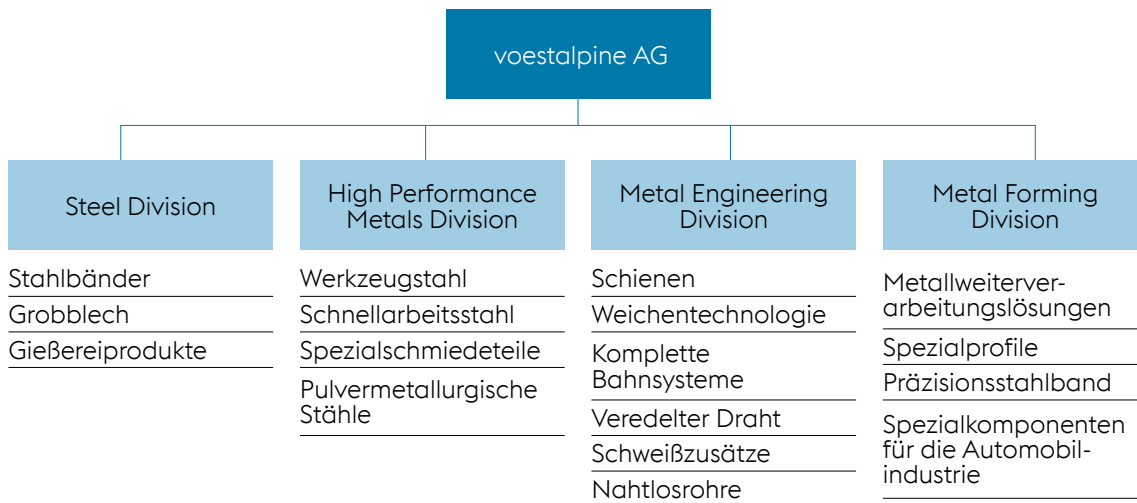 voestalpine AG
Steel Division
Stahlbänder
Grobblech
Gießereiprodukte
High Performance
Metals Division
Werkzeugstahl
Schnellarbeitsstahl
Spezialschmiedeteile
Pulvermetallurgische
Stähle
Metal Engineering
Division
Schienen
Weichentechnologie
Komplette
Bahnsysteme
Veredelter Draht
Schweißzusätze
Nahtlosrohre
Metal Forming
Division
Metallweiterver-
arbeitungslösungen
Spezialprofile
Präzisionsstahlband
Spezialkomponenten
für die Automobil-
industrie